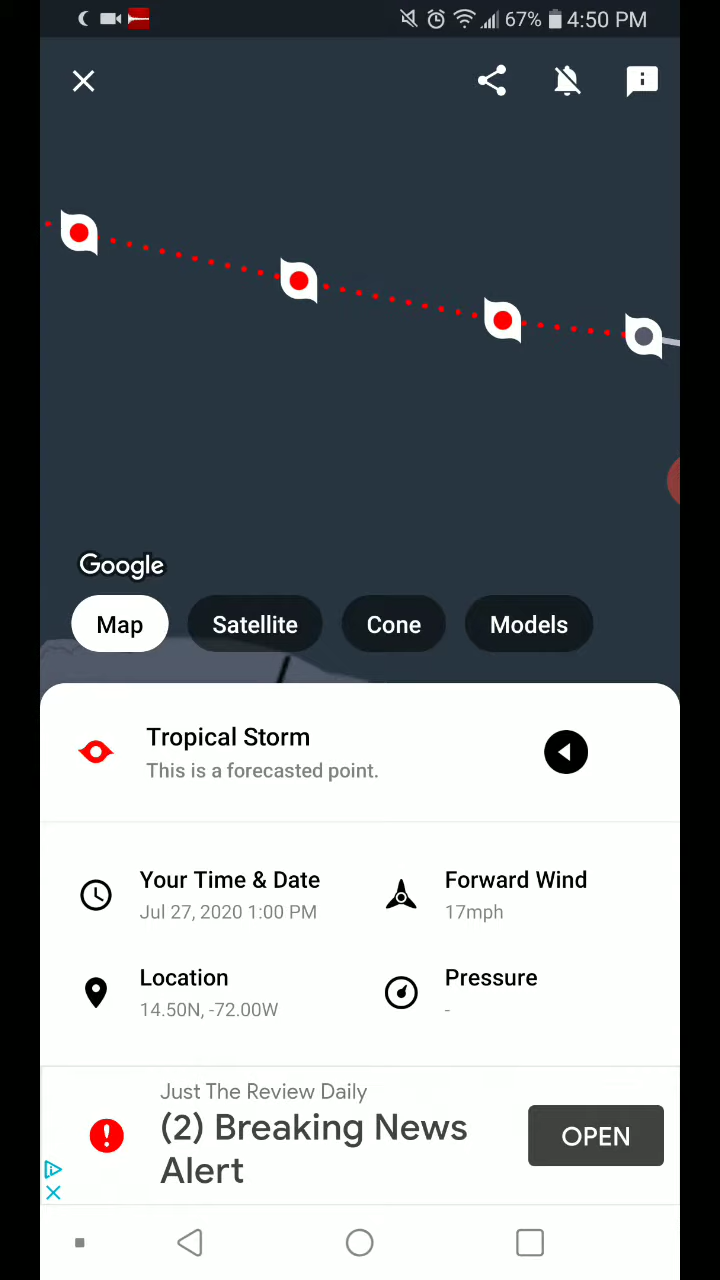 67% 4:50 PM
Google
Map Satellite Cone Models
Tropical Storm
This is a forecasted point.
Your Time & Date
Jul 27, 2020 1:00 PM
Forward Wind
17mph
Location
14.50N, -72.00W
Pressure
-
Just The Review Daily
(2) Breaking News
Alert
OPEN